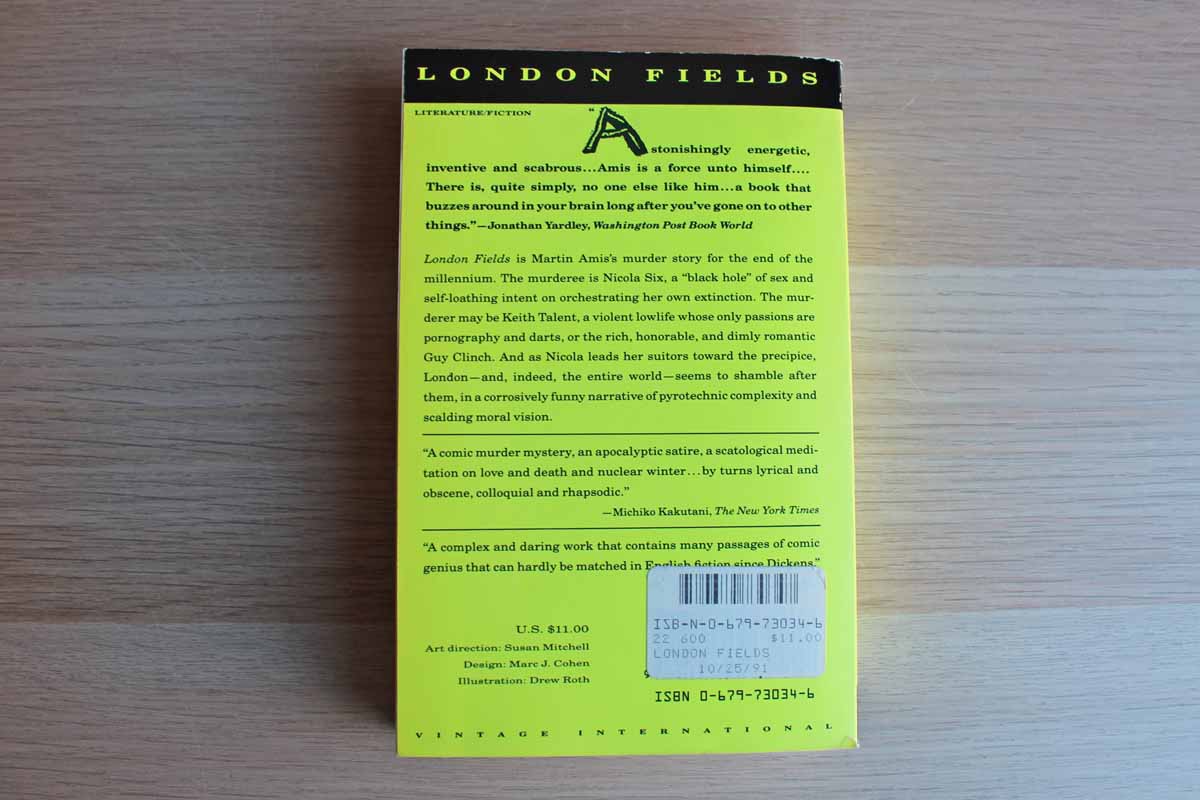 LONDON FIELDS
LITERATURE/FICTION
“Astonishingly energetic,
inventive and scabrous...Amis is a force unto himself....
There is, quite simply, no one else like him...a book that
buzzes around in your brain long after you’ve gone on to other
things.”—Jonathan Yardley, Washington Post Book World
London Fields is Martin Amis’s murder story for the end of the
millennium. The murderee is Nicola Six, a “black hole” of sex and
self-loathing intent on orchestrating her own extinction. The mur-
derer may be Keith Talent, a violent lowlife whose only passions are
pornography and darts, or the rich, honorable, and dimly romantic
Guy Clinch. And as Nicola leads her suitors toward the precipice,
London—and, indeed, the entire world—seems to shamble after
them, in a corrosively funny narrative of pyrotechnic complexity and
scalding moral vision.
“A comic murder mystery, an apocalyptic satire, a scatological medi-
tation on love and death and nuclear winter...by turns lyrical and
obscene, colloquial and rhapsodic.”
—Michiko Kakutani, The New York Times
“A complex and daring work that contains many passages of comic
genius that can hardly be matched in English fiction since Dickens.”
U.S. $11.00
Art direction: Susan Mitchell
Design: Marc J. Cohen
Illustration: Drew Roth
ISB-N-0-679-73034-6
22 600 $11.00
LONDON FIELDS
10/25/91
ISBN 0-679-73034-6
VINTAGE INTERNATIONAL